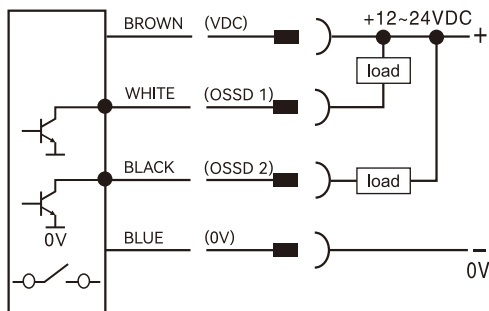 BROWN (VDC) +12~24VDC +
load
WHITE (OSSD 1)
BLACK (OSSD 2) load
0V
BLUE (0V) −
0V